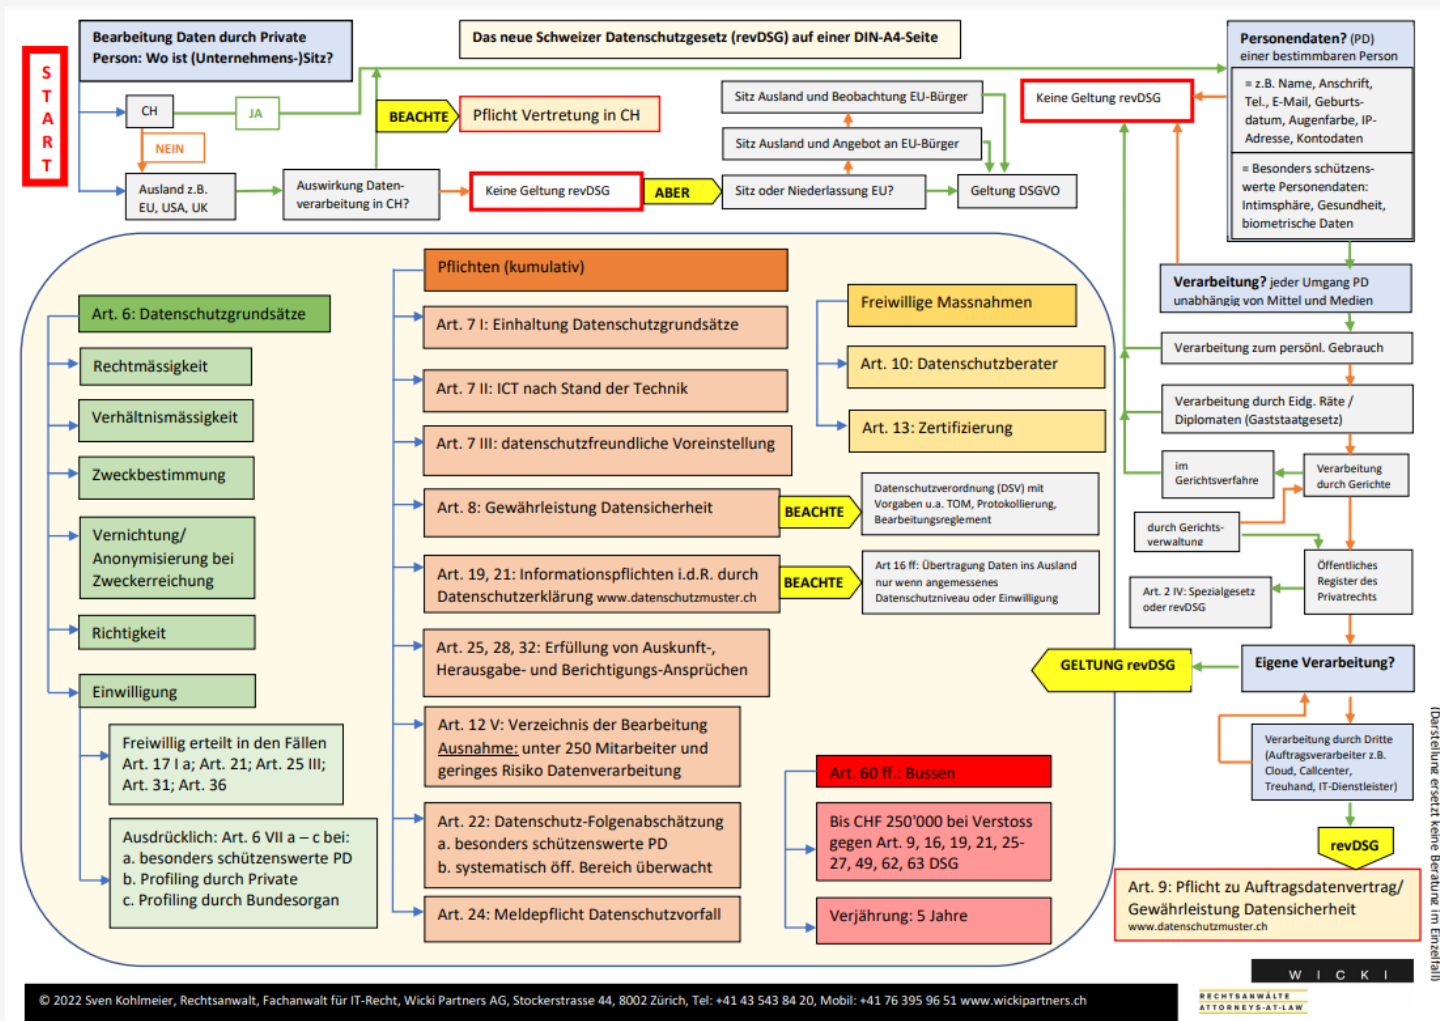 START
Bearbeitung Daten durch Private
Person: Wo ist (Unternehmens-)Sitz?
Das neue Schweizer Datenschutzgesetz (revDSG) auf einer DIN-A4-Seite
CH
JA
NEIN
Ausland z.B.
EU, USA, UK
Auswirkung Daten-
verarbeitung in CH?
BEACHTE
Pflicht Vertretung in CH
Keine Geltung revDSG
ABER
Sitz Ausland und Beobachtung EU-Bürger
Sitz Ausland und Angebot an EU-Bürger
Sitz oder Niederlassung EU?
Geltung DSGVO
Keine Geltung revDSG
Personendaten? (PD)
einer bestimmbaren Person
= z.B. Name, Anschrift,
Tel., E-Mail, Geburts-
datum, Augenfarbe, IP-
Adresse, Kontodaten
= Besonders schützens-
werte Personendaten:
Intimsphäre, Gesundheit,
biometrische Daten
Verarbeitung? jeder Umgang PD
unabhängig von Mittel und Medien
Verarbeitung zum persönl. Gebrauch
Verarbeitung durch Eidg. Räte /
Diplomaten (Gaststaatgesetz)
im
Gerichtsverfahre
Verarbeitung
durch Gerichte
durch Gerichts-
verwaltung
Öffentliches
Register des
Privatrechts
Art. 2 IV: Spezialgesetz
oder revDSG
GELTUNG revDSG
Eigene Verarbeitung?
Verarbeitung durch Dritte
(Auftragsverarbeiter z.B.
Cloud, Callcenter,
Treuhand, IT-Dienstleister)
revDSG
Art. 9: Pflicht zu Auftragsdatenvertrag/
Gewährleistung Datensicherheit
www.datenschutzmuster.ch
Art. 6: Datenschutzgrundsätze
Rechtmässigkeit
Verhältnismässigkeit
Zweckbestimmung
Vernichtung/
Anonymisierung bei
Zweckerreichung
Richtigkeit
Einwilligung
Freiwillig erteilt in den Fällen
Art. 17 I a; Art. 21; Art. 25 III;
Art. 31; Art. 36
Ausdrücklich: Art. 6 VII a – c bei:
a. besonders schützenswerte PD
b. Profiling durch Private
c. Profiling durch Bundesorgan
Pflichten (kumulativ)
Art. 7 I: Einhaltung Datenschutzgrundsätze
Art. 7 II: ICT nach Stand der Technik
Art. 7 III: datenschutzfreundliche Voreinstellung
Art. 8: Gewährleistung Datensicherheit
BEACHTE
Datenschutzverordnung (DSV) mit
Vorgaben u.a. TOM, Protokollierung,
Bearbeitungsreglement
Art. 19, 21: Informationspflichten i.d.R. durch
Datenschutzerklärung www.datenschutzmuster.ch
BEACHTE
Art 16 ff: Übertragung Daten ins Ausland
nur wenn angemessenes
Datenschutzniveau oder Einwilligung
Art. 25, 28, 32: Erfüllung von Auskunft-,
Herausgabe- und Berichtigungs-Ansprüchen
Art. 12 V: Verzeichnis der Bearbeitung
Ausnahme: unter 250 Mitarbeiter und
geringes Risiko Datenverarbeitung
Art. 22: Datenschutz-Folgenabschätzung
a. besonders schützenswerte PD
b. systematisch öff. Bereich überwacht
Art. 24: Meldepflicht Datenschutzvorfall
Freiwillige Massnahmen
Art. 10: Datenschutzberater
Art. 13: Zertifizierung
Art. 60 ff.: Bussen
Bis CHF 250'000 bei Verstoss
gegen Art. 9, 16, 19, 21, 25-
27, 49, 62, 63 DSG
Verjährung: 5 Jahre
(Darstellung ersetzt keine Beratung im Einzelfall)
© 2022 Sven Kohlmeier, Rechtsanwalt, Fachanwalt für IT-Recht, Wicki Partners AG, Stockerstrasse 44, 8002 Zürich, Tel: +41 43 543 84 20, Mobil: +41 76 395 96 51 www.wickipartners.ch
WICKI
RECHTSANWÄLTE
ATTORNEYS-AT-LAW